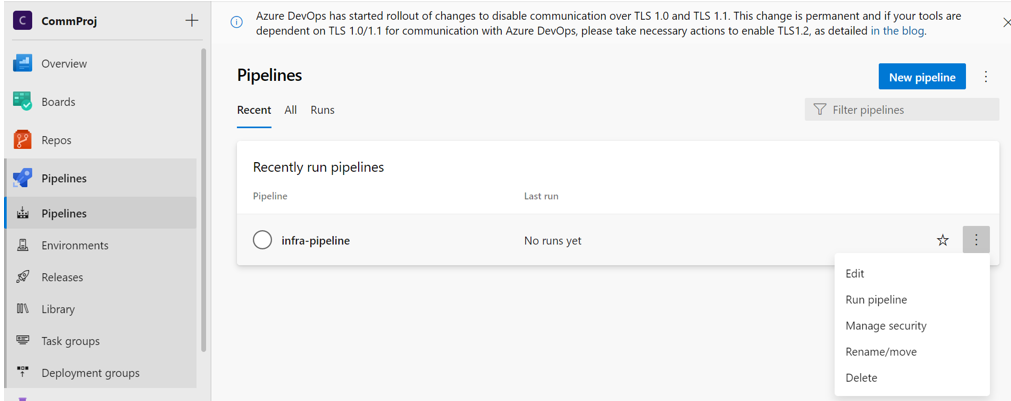 C CommProj
Overview
Boards
Repos
Pipelines
Pipelines
Environments
Releases
Library
Task groups
Deployment groups
Azure DevOps has started rollout of changes to disable communication over TLS 1.0 and TLS 1.1. This change is permanent and if your tools are
dependent on TLS 1.0/1.1 for communication with Azure DevOps, please take necessary actions to enable TLS1.2, as detailed in the blog.
Pipelines
New pipeline
Recent All Runs
Filter pipelines
Recently run pipelines
Pipeline Last run
infra-pipeline No runs yet
Edit
Run pipeline
Manage security
Rename/move
Delete